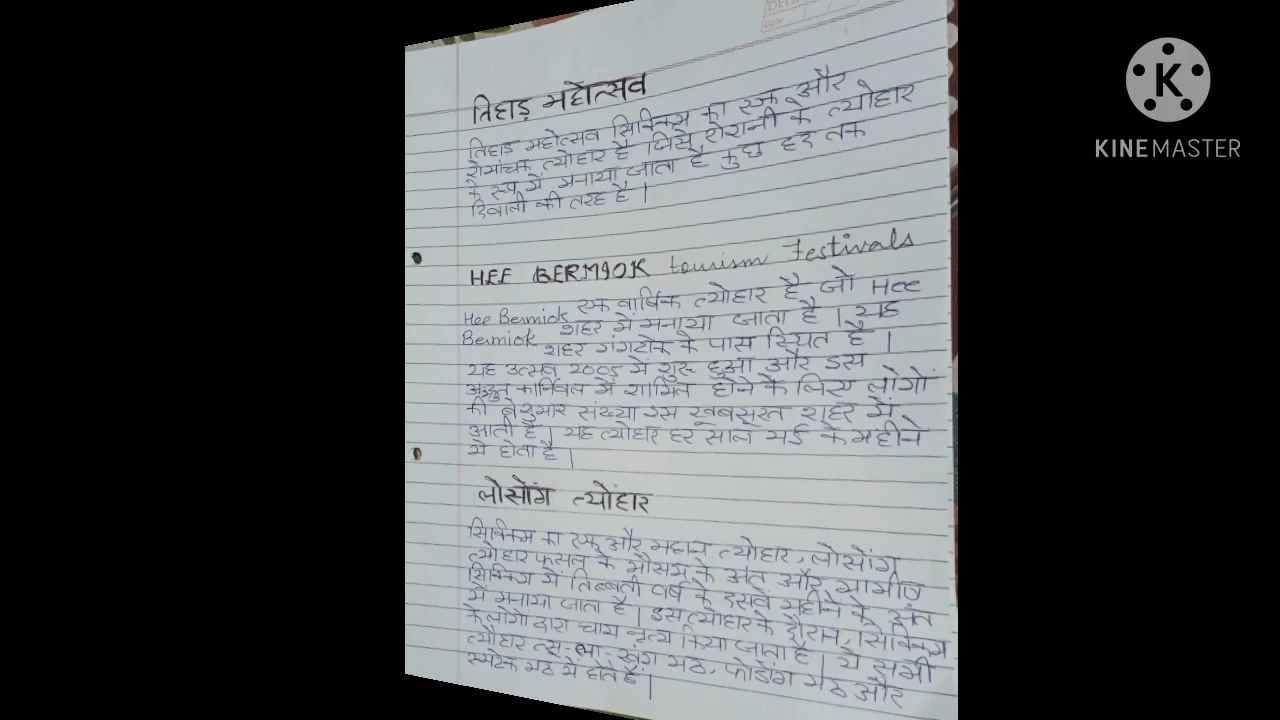 तिहाड़ महोत्सव
तिहाड़ महोत्सव सिक्किम का एक और
रोमांचक त्योहार है जिसे रोशनी के त्योहार
के रूप में मनाया जाता है कुछ हद तक
दिवाली की तरह है।
HEE BERMIOK tourism Festivals
Hee Bermiok एक वार्षिक त्योहार है जो Hee
Bermiok शहर में मनाया जाता है। यह
शहर गंगटोक के पास स्थित है।
यह उत्सव 2005 में शुरू हुआ और इस
अद्भुत कार्निवल में शामिल होने के लिए लोगों
की बेशुमार संख्या इस खूबसूरत शहर में
आती है। यह त्योहार हर साल मई के महीने
में होता है।
लोसोंग त्योंहार
सिक्किम का एक और महान त्योहार, लोसोंग
त्योहार फसल के मौसम के अंत और ग्रामीण
सिक्किम में तिब्बती वर्ष के दसवें महीने के अंत
में मनाया जाता है। इस त्योहार के दौरान, सिक्किम
के लोगो द्वारा चाम नृत्य किया जाता है। ये सभी
त्योहार त्सू-ला-खंग मठ, फोडोंग मठ और
रूमटेक मठ में होते हैं।
KINEMASTER